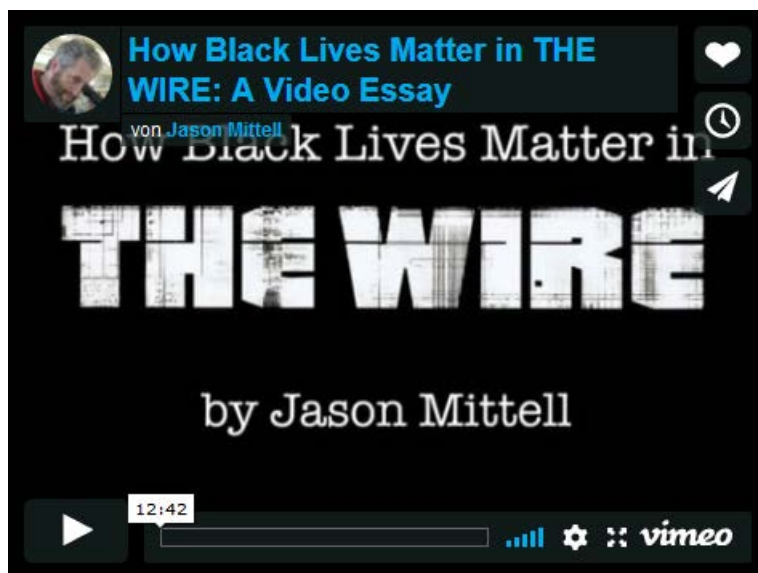 How Black Lives Matter in THE
WIRE: A Video Essay
von Jason Mittell
How Black Lives Matter in
THE WIRE
by Jason Mittell
12:42
vimeo